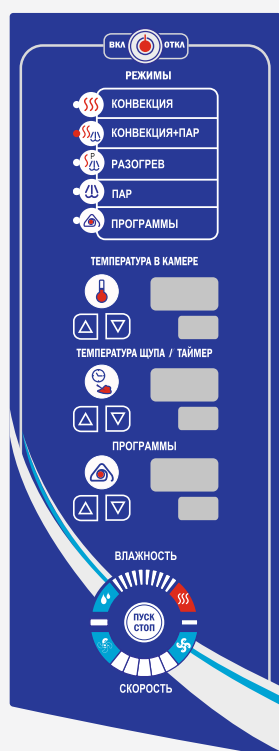 ВКЛ ОТКЛ
РЕЖИМЫ
КОНВЕКЦИЯ
КОНВЕКЦИЯ+ПАР
P
РАЗОГРЕВ
ПАР
ПРОГРАММЫ
ТЕМПЕРАТУРА В КАМЕРЕ
ТЕМПЕРАТУРА ЩУПА / ТАЙМЕР
ПРОГРАММЫ
ВЛАЖНОСТЬ
ПУСК
СТОП
СКОРОСТЬ